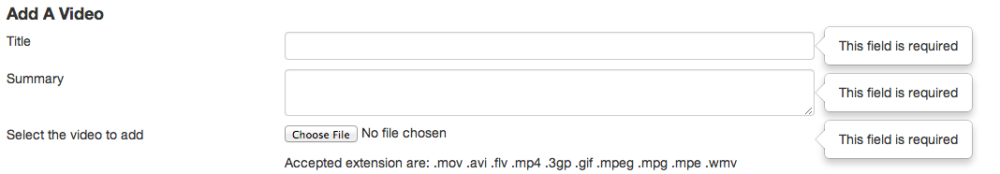 Add A Video
Title
This field is required
Summary
This field is required
Select the video to add
Choose File No file chosen
This field is required
Accepted extension are: .mov .avi .flv .mp4 .3gp .gif .mpeg .mpg .mpe .wmv